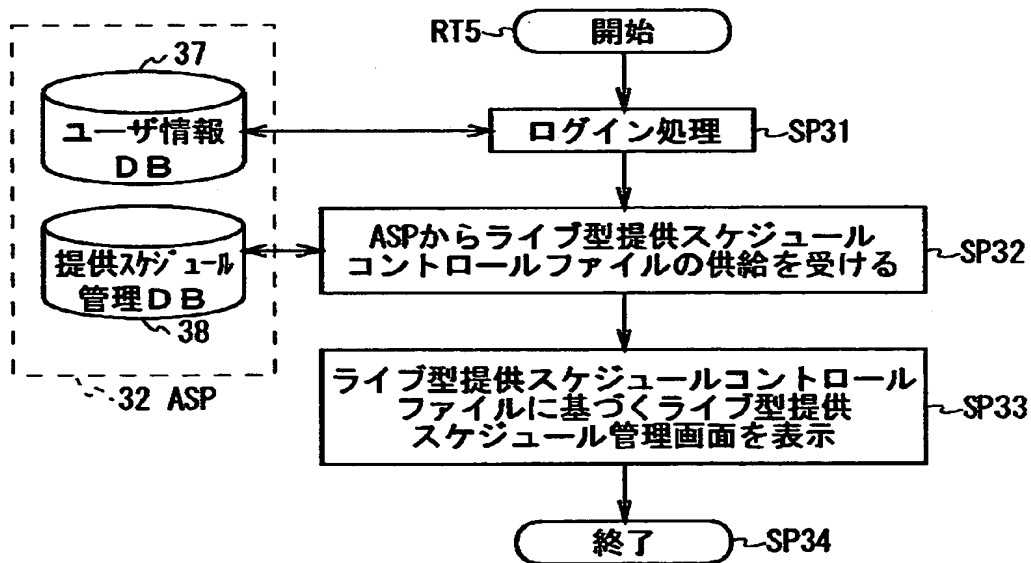 RT5
開始
37
ユーザ情報
DB
ログイン処理
SP31
提供スケジュール
管理DB
38
ASPからライブ型提供スケジュール
コントロールファイルの供給を受ける
SP32
32 ASP
ライブ型提供スケジュールコントロール
ファイルに基づくライブ型提供
スケジュール管理画面を表示
SP33
終了
SP34